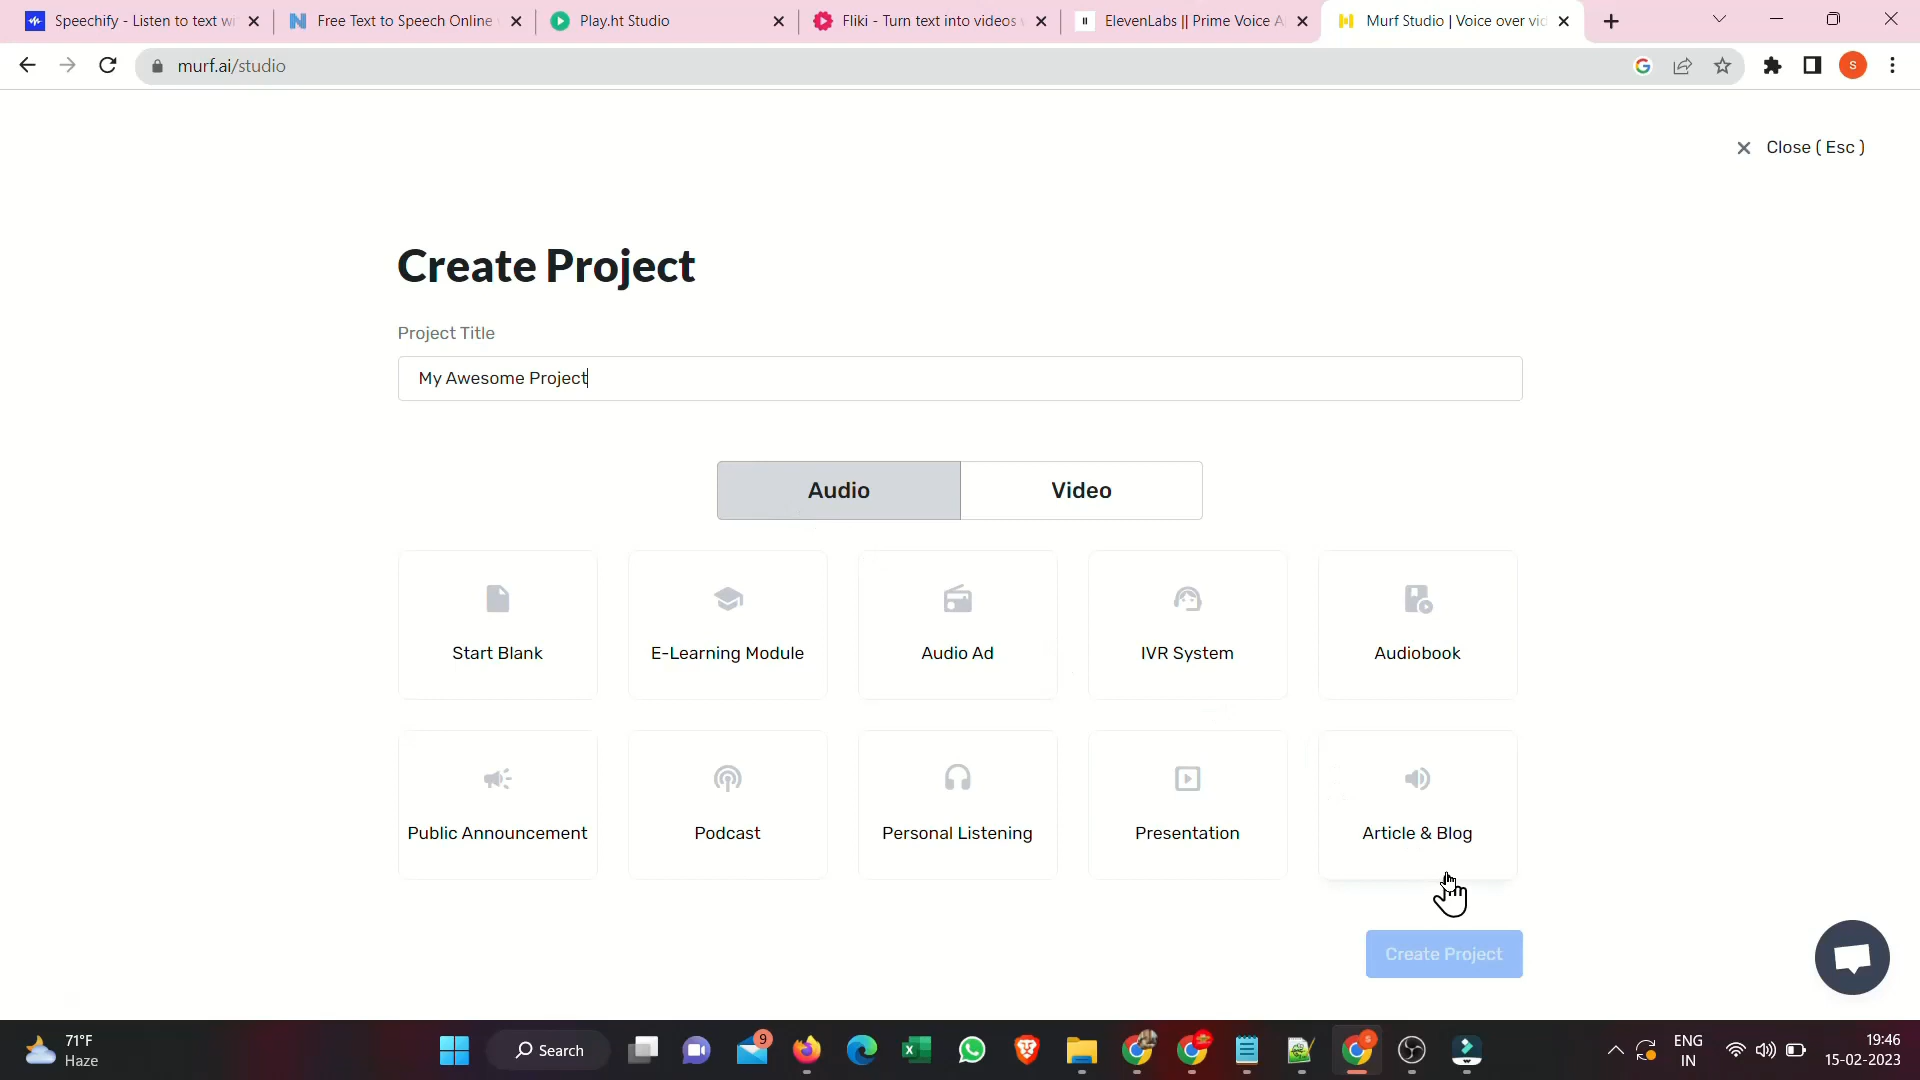 Speechify - Listen to text wi
Free Text to Speech Online
Play.ht Studio
Fliki - Turn text into videos
ElevenLabs || Prime Voice A
Murf Studio | Voice over vid
murf.ai/studio
S
Close ( Esc )
Create Project
Project Title
My Awesome Project
Audio
Video
Start Blank
E-Learning Module
Audio Ad
IVR System
Audiobook
Public Announcement
Podcast
Personal Listening
Presentation
Article & Blog
Create Project
71°F
Haze
Search
9
ENG
IN
19:46
15-02-2023